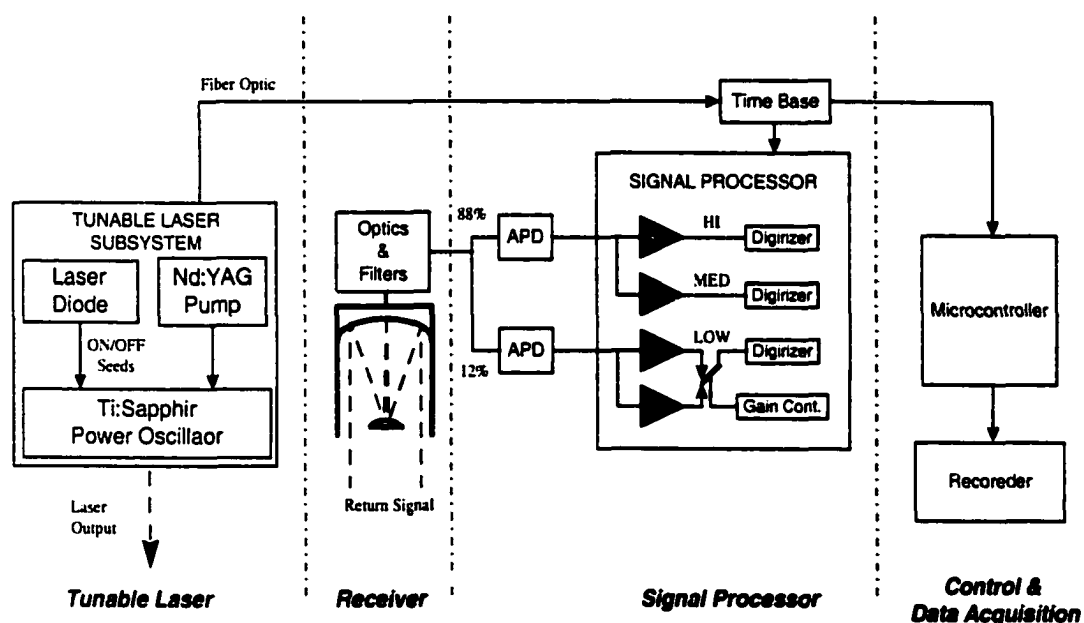 Fiber Optic
Time Base
TUNABLE LASER
SUBSYSTEM
Laser
Diode
Nd:YAG
Pump
ON/OFF
Seeds
Ti:Sapphir
Power Oscillaor
Laser
Output
Optics
&
Filters
Return Signal
88%
APD
12%
APD
SIGNAL PROCESSOR
HI
Digirizer
MED
Digirizer
LOW
Digirizer
Gain Cont.
Microcontroller
Recoreder
Tunable Laser
Receiver
Signal Processor
Control &
Data Acquisition